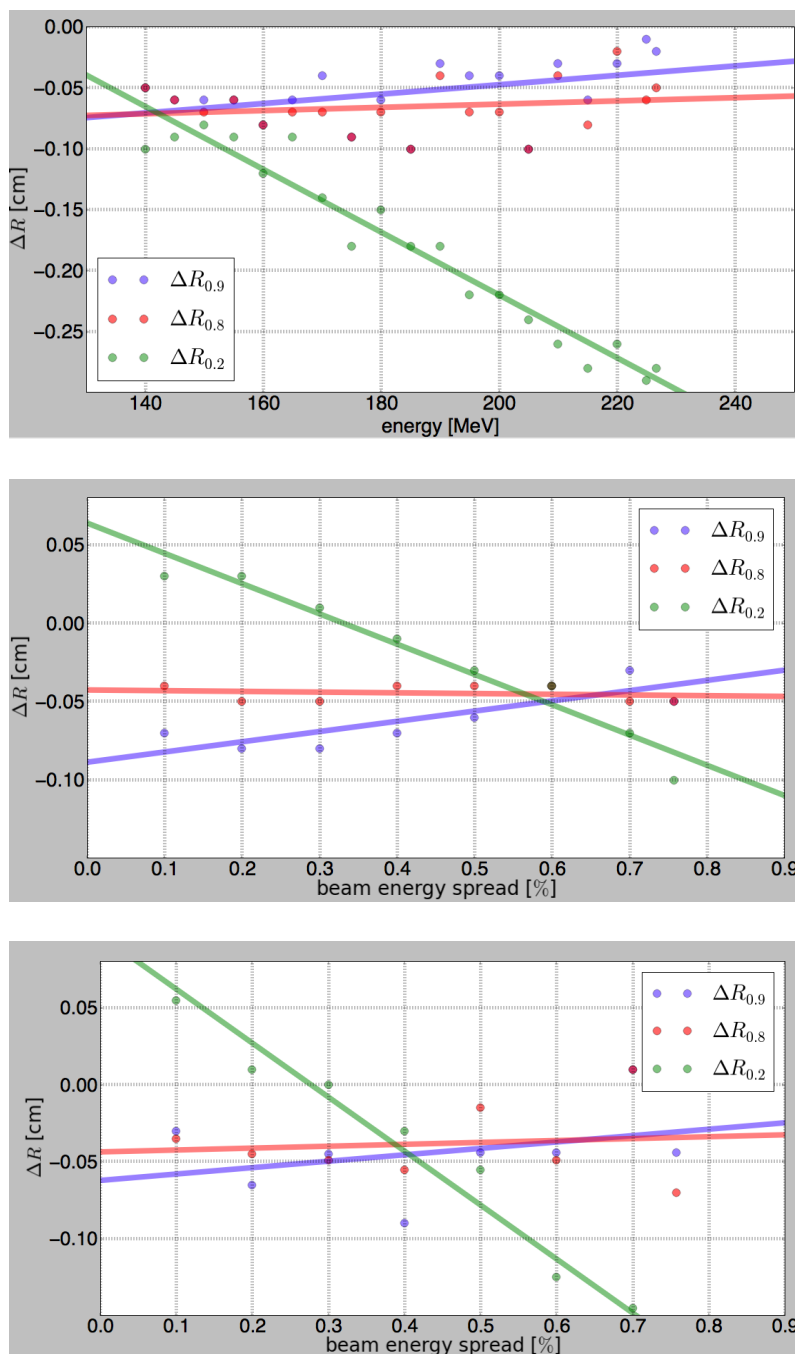 0.00
−0.05
−0.10
−0.15
−0.20
−0.25
ΔR [cm]
ΔR0.9
ΔR0.8
ΔR0.2
140 160 180 200 220 240
energy [MeV]
0.05
0.00
−0.05
−0.10
ΔR [cm]
ΔR0.9
ΔR0.8
ΔR0.2
0.0 0.1 0.2 0.3 0.4 0.5 0.6 0.7 0.8 0.9
beam energy spread [%]
0.05
0.00
−0.05
−0.10
ΔR [cm]
ΔR0.9
ΔR0.8
ΔR0.2
0.0 0.1 0.2 0.3 0.4 0.5 0.6 0.7 0.8 0.9
beam energy spread [%]